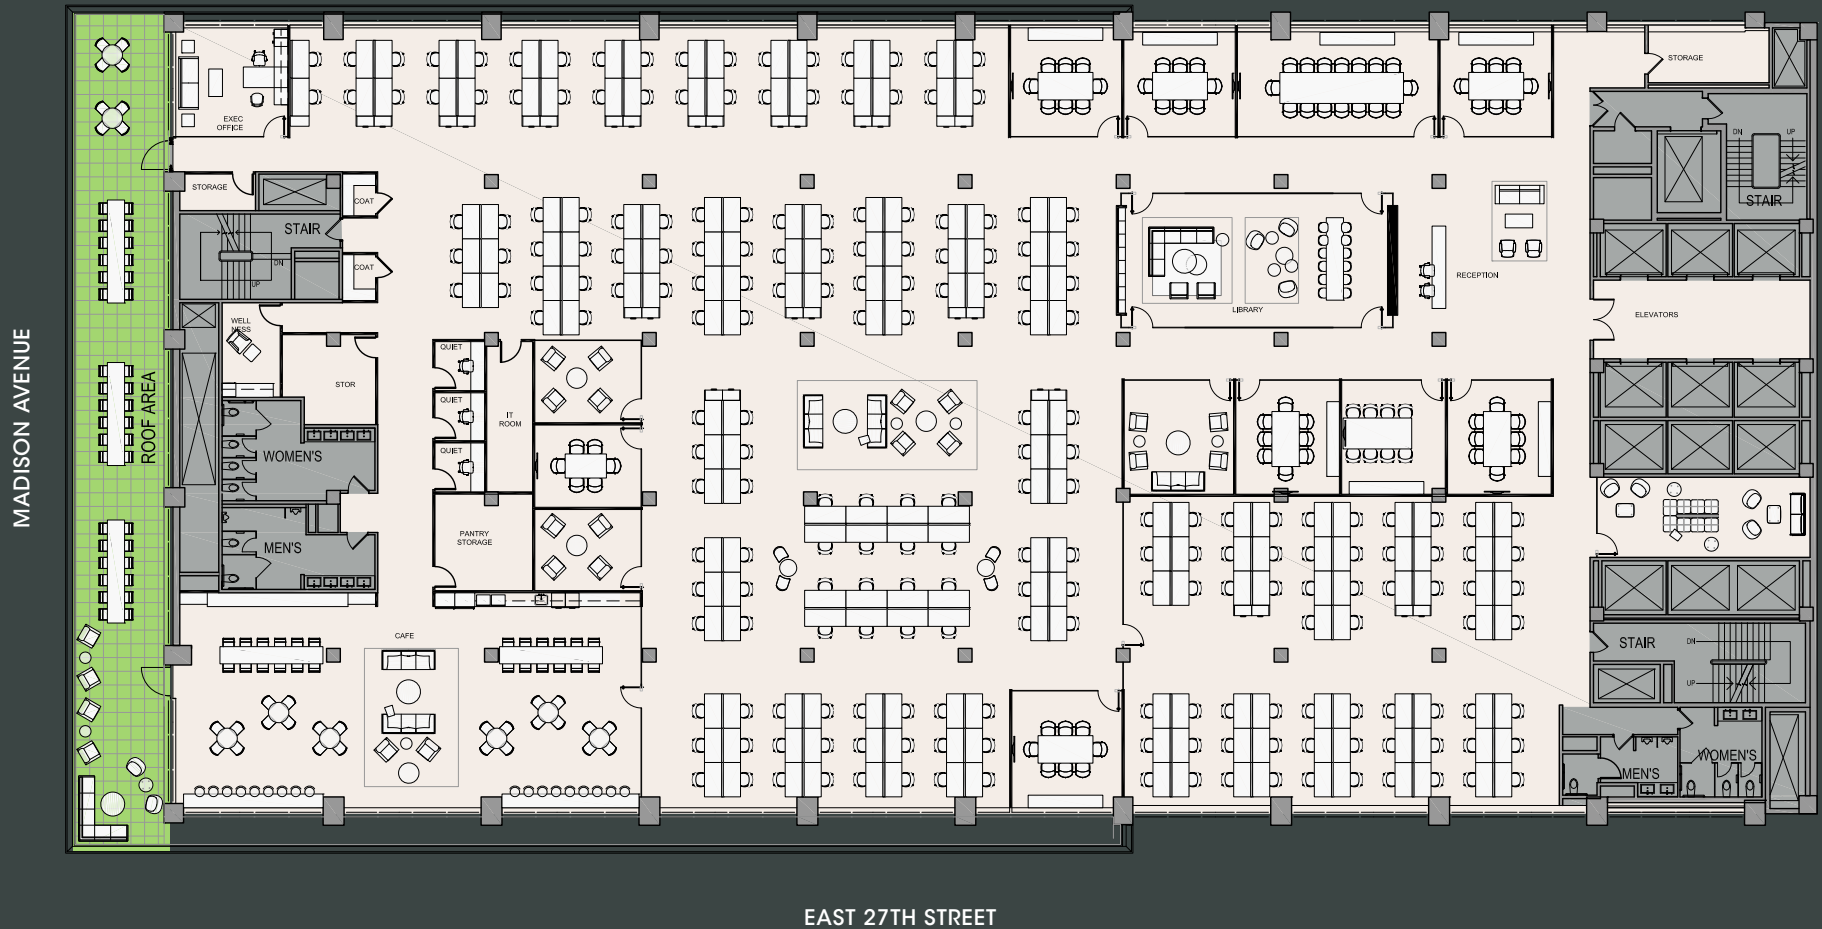 STORAGE
EXEC
OFFICE
DN
UP
STAIR
STORAGE
COAT
STAIR
DN
COAT
UP
RECEPTION
LIBRARY
ELEVATORS
WELL
NESS
QUIET
STOR
QUIET
IT
ROOM
QUIET
MADISON AVENUE
ROOF AREA
WOMEN'S
PANTRY
STORAGE
MEN'S
CAFE
STAIR
DN
UP
WOMEN'S
MEN'S
EAST 27TH STREET